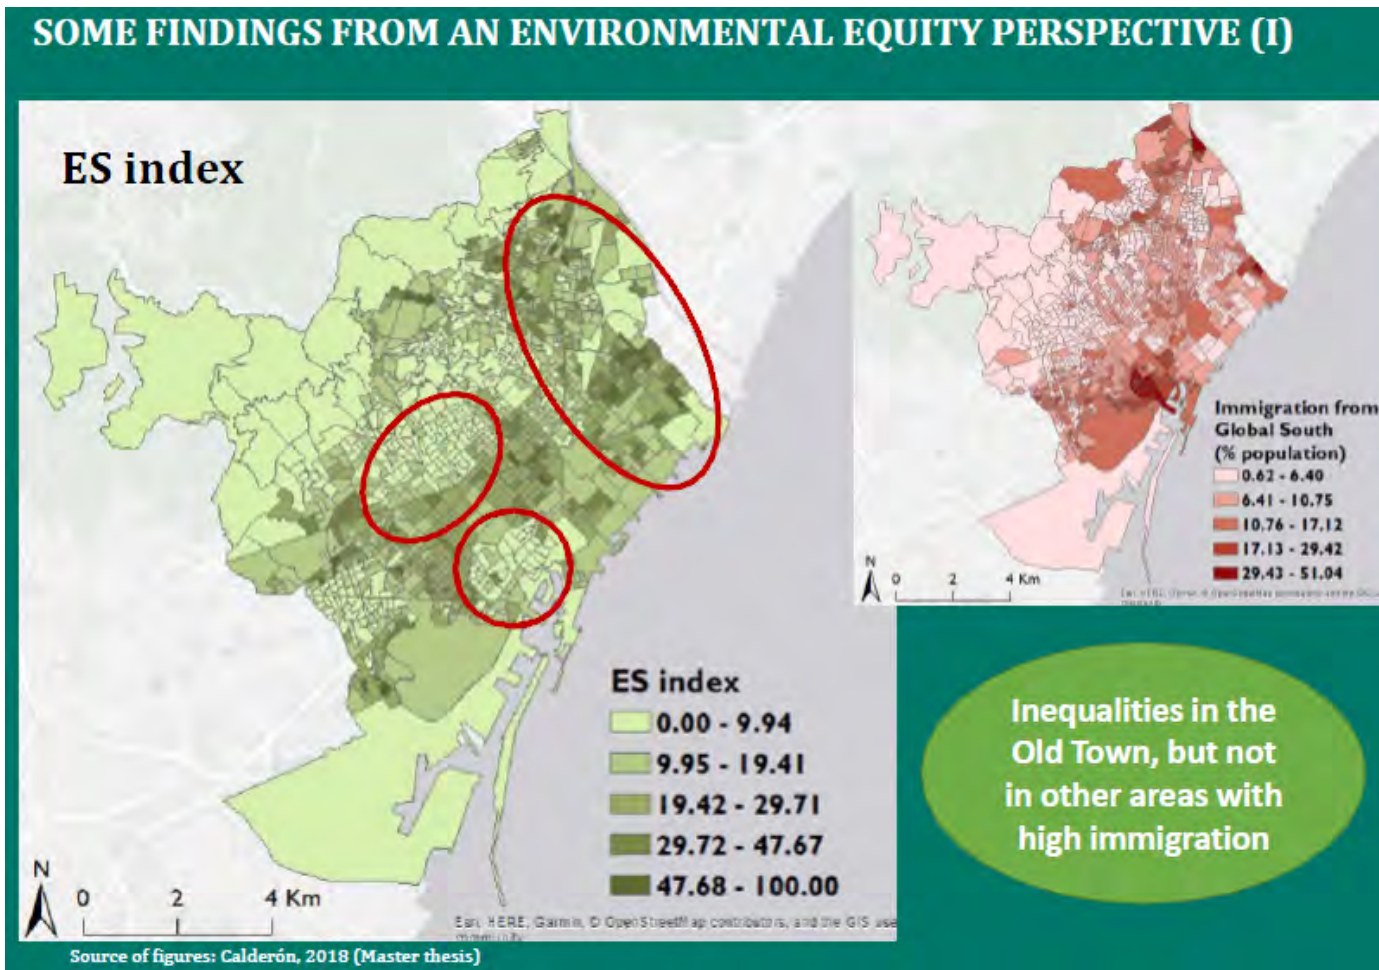 SOME FINDINGS FROM AN ENVIRONMENTAL EQUITY PERSPECTIVE (I)
ES index
ES index
0.00 - 9.94
9.95 - 19.41
19.42 - 29.71
29.72 - 47.67
47.68 - 100.00
N
0 2 4 Km
Esri, HERE, Garmin, © OpenStreetMap contributors, and the GIS use
community
Source of figures: Calderón, 2018 (Master thesis)
Immigration from
Global South
(% population)
0.62 - 6.40
6.41 - 10.75
10.76 - 17.12
17.13 - 29.42
29.43 - 51.04
N
0 2 4 Km
Inequalities in the
Old Town, but not
in other areas with
high immigration